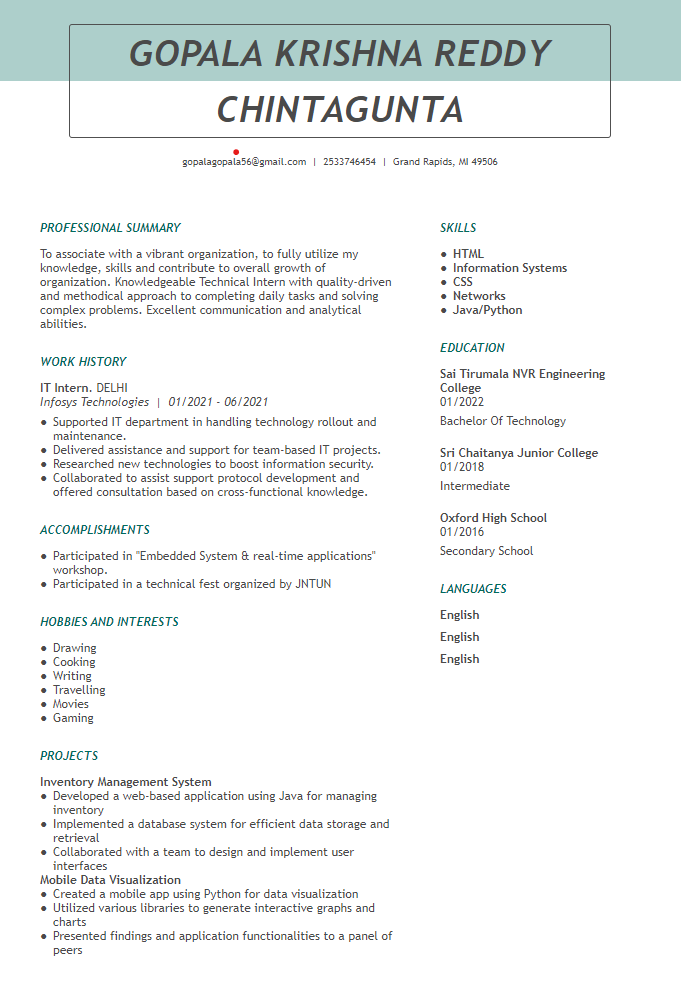 GOPALA KRISHNA REDDY
CHINTAGUNTA
gopalagopala56@gmail.com | 2533746454 | Grand Rapids, MI 49506
PROFESSIONAL SUMMARY
To associate with a vibrant organization, to fully utilize my
knowledge, skills and contribute to overall growth of
organization. Knowledgeable Technical Intern with quality-driven
and methodical approach to completing daily tasks and solving
complex problems. Excellent communication and analytical
abilities.
WORK HISTORY
IT Intern. DELHI
Infosys Technologies | 01/2021 - 06/2021
● Supported IT department in handling technology rollout and
maintenance.
● Delivered assistance and support for team-based IT projects.
● Researched new technologies to boost information security.
● Collaborated to assist support protocol development and
offered consultation based on cross-functional knowledge.
ACCOMPLISHMENTS
● Participated in "Embedded System & real-time applications"
workshop.
● Participated in a technical fest organized by JNTUN
HOBBIES AND INTERESTS
● Drawing
● Cooking
● Writing
● Travelling
● Movies
● Gaming
PROJECTS
Inventory Management System
● Developed a web-based application using Java for managing
inventory
● Implemented a database system for efficient data storage and
retrieval
● Collaborated with a team to design and implement user
interfaces
Mobile Data Visualization
● Created a mobile app using Python for data visualization
● Utilized various libraries to generate interactive graphs and
charts
● Presented findings and application functionalities to a panel of
peers
SKILLS
● HTML
● Information Systems
● CSS
● Networks
● Java/Python
EDUCATION
Sai Tirumala NVR Engineering
College
01/2022
Bachelor Of Technology
Sri Chaitanya Junior College
01/2018
Intermediate
Oxford High School
01/2016
Secondary School
LANGUAGES
English
English
English